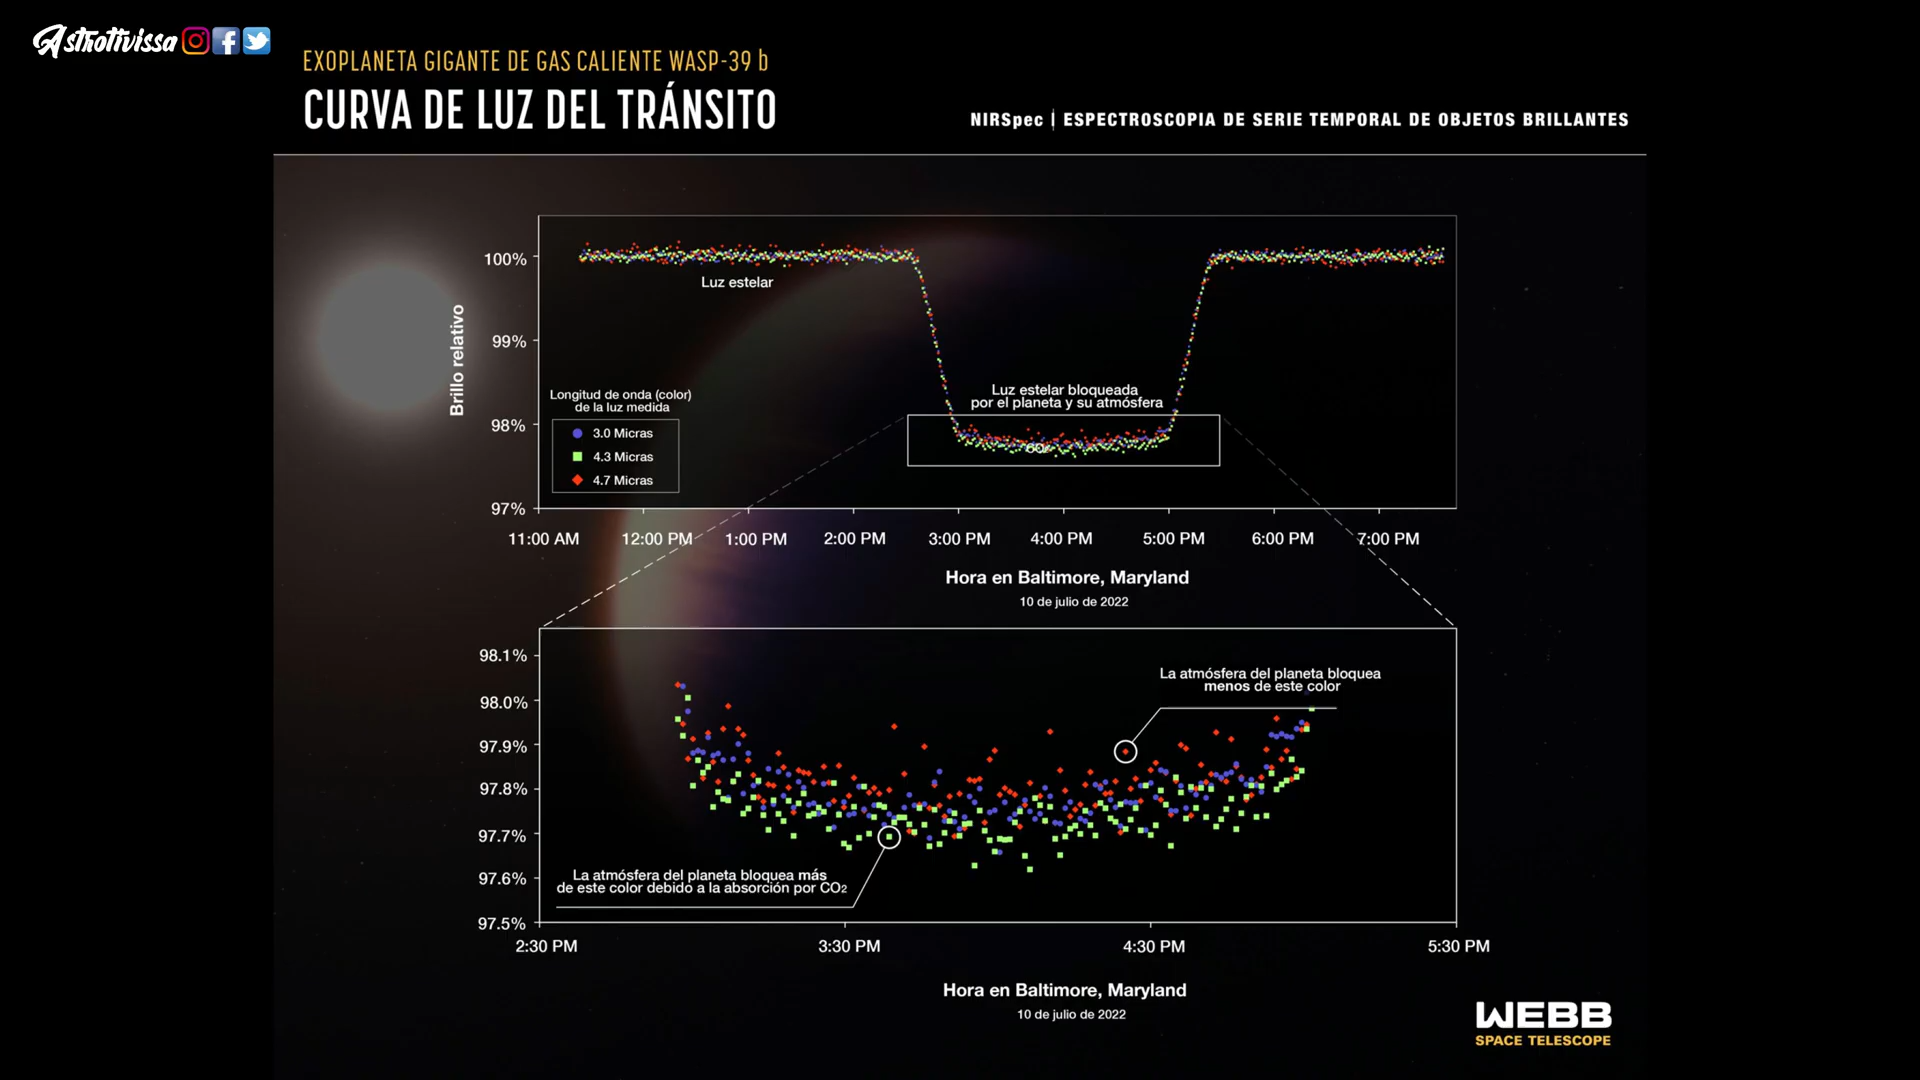 Astrotivissa
EXOPLANETA GIGANTE DE GAS CALIENTE WASP-39 b
CURVA DE LUZ DEL TRÁNSITO
NIRSpec | ESPECTROSCOPIA DE SERIE TEMPORAL DE OBJETOS BRILLANTES
Brillo relativo
100%
99%
98%
97%
Luz estelar
Luz estelar bloqueada
por el planeta y su atmósfera
Longitud de onda (color)
de la luz medida
3.0 Micras
4.3 Micras
4.7 Micras
11:00 AM 12:00 PM 1:00 PM 2:00 PM 3:00 PM 4:00 PM 5:00 PM 6:00 PM 7:00 PM
Hora en Baltimore, Maryland
10 de julio de 2022
98.1%
98.0%
97.9%
97.8%
97.7%
97.6%
97.5%
La atmósfera del planeta bloquea
menos de este color
La atmósfera del planeta bloquea más
de este color debido a la absorción por CO2
2:30 PM 3:30 PM 4:30 PM 5:30 PM
Hora en Baltimore, Maryland
10 de julio de 2022
WEBB
SPACE TELESCOPE